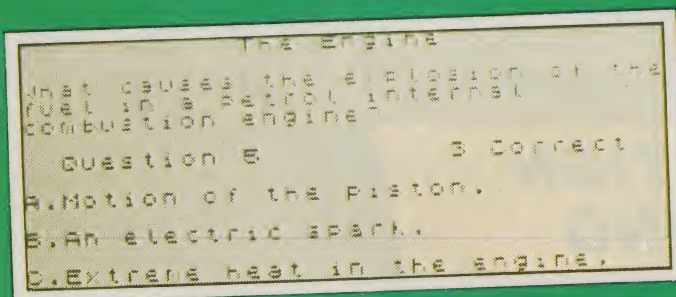 The Engine
What causes the explosion of the
fuel in a petrol internal
combustion engine
Question 5 3 Correct
A.Motion of the piston.
B.An electric spark.
C.Extreme heat in the engine.